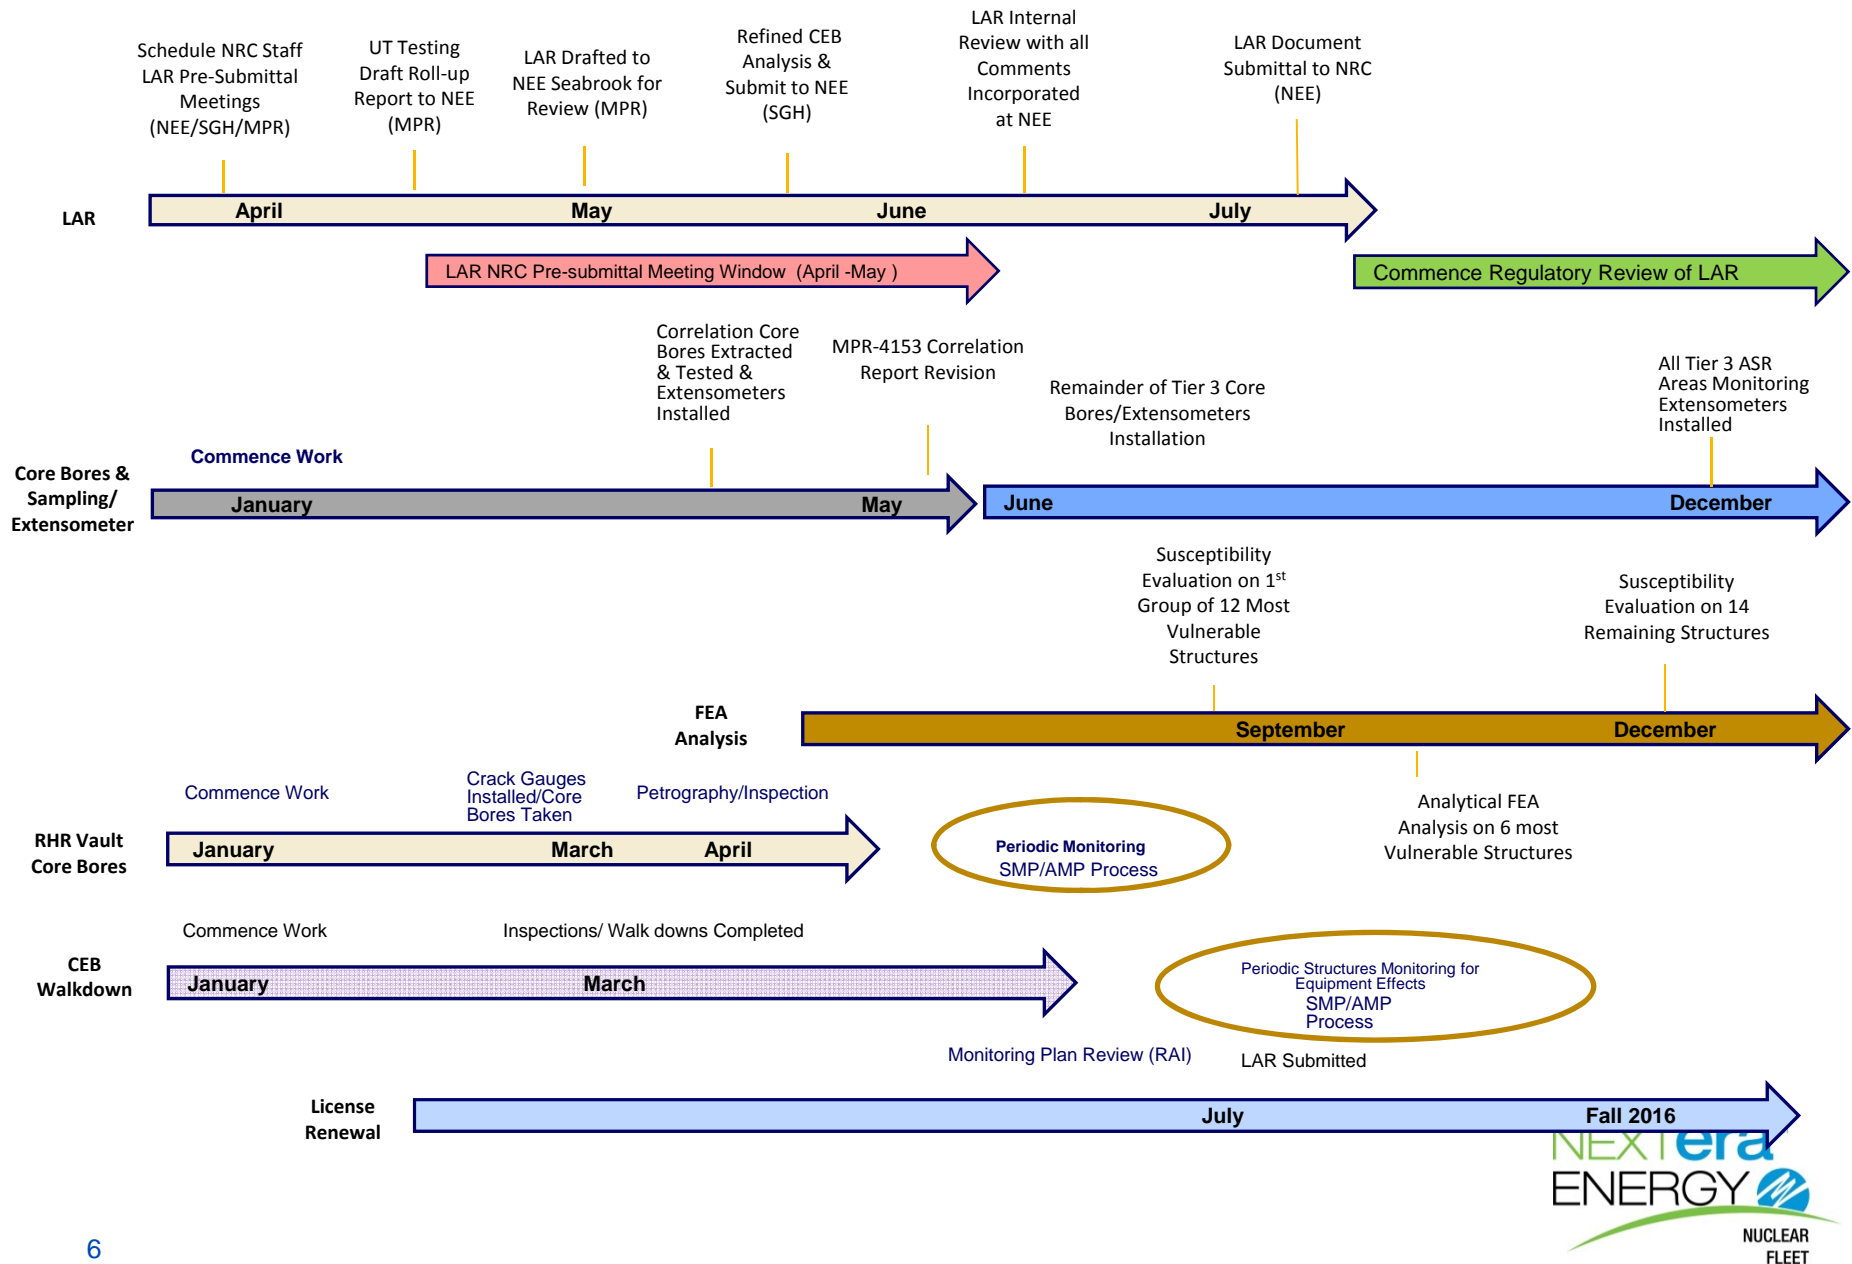 Schedule NRC Staff
LAR Pre-Submittal
Meetings
(NEE/SGH/MPR)
UT Testing
Draft Roll-up
Report to NEE
(MPR)
LAR Drafted to
NEE Seabrook for
Review (MPR)
Refined CEB
Analysis &
Submit to NEE
(SGH)
LAR Internal
Review with all
Comments
Incorporated
at NEE
LAR Document
Submittal to NRC
(NEE)
LAR
April
May
June
July
LAR NRC Pre-submittal Meeting Window (April -May )
Commence Regulatory Review of LAR
Correlation Core
Bores Extracted
& Tested &
Extensometers
Installed
MPR-4153 Correlation
Report Revision
Remainder of Tier 3 Core
Bores/Extensometers
Installation
All Tier 3 ASR
Areas Monitoring
Extensometers
Installed
Commence Work
Core Bores &
Sampling/
Extensometer
January
May
June
December
Susceptibility
Evaluation on 1st
Group of 12 Most
Vulnerable
Structures
Susceptibility
Evaluation on 14
Remaining Structures
FEA
Analysis
September
December
Analytical FEA
Analysis on 6 most
Vulnerable Structures
Commence Work
Crack Gauges
Installed/Core
Bores Taken
Petrography/Inspection
RHR Vault
Core Bores
January
March
April
Periodic Monitoring
SMP/AMP Process
Commence Work
Inspections/ Walk downs Completed
CEB
Walkdown
January
March
Periodic Structures Monitoring for
Equipment Effects
SMP/AMP
Process
Monitoring Plan Review (RAI)
LAR Submitted
License
Renewal
July
Fall 2016
NEXTera
ENERGY
NUCLEAR
FLEET
6